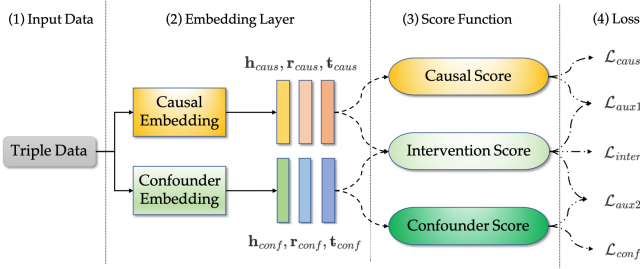 (1) Input Data
(2) Embedding Layer
(3) Score Function
(4) Loss
Triple Data
Causal
Embedding
Confounder
Embedding
h_caus, r_caus, t_caus
h_conf, r_conf, t_conf
Causal Score
Intervention Score
Confounder Score
ℒ_caus
ℒ_aux1
ℒ_inter
ℒ_aux2
ℒ_conf